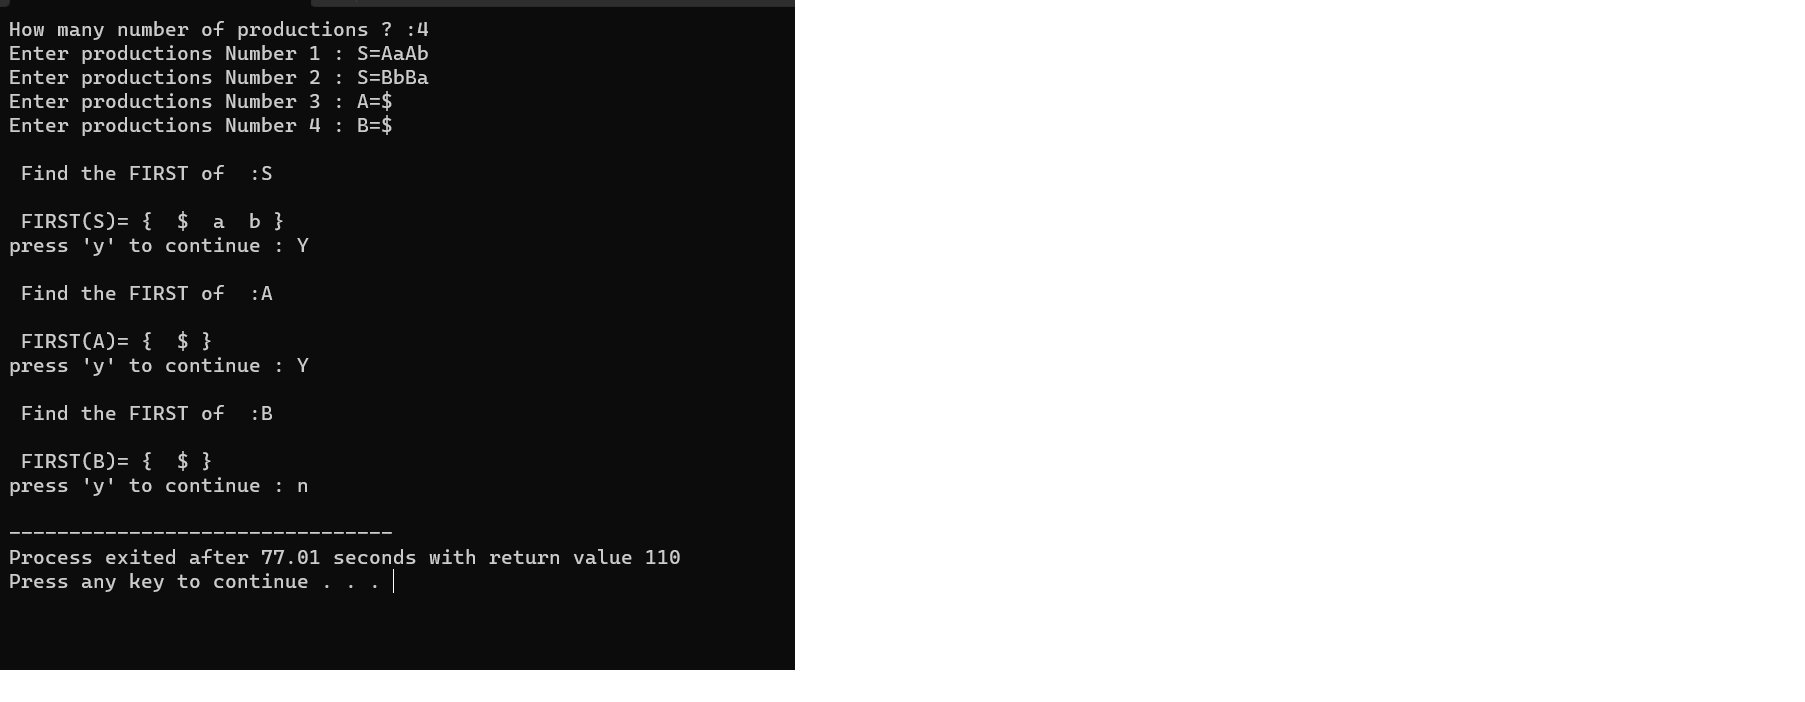 How many number of productions ? :4
Enter productions Number 1 : S=AaAb
Enter productions Number 2 : S=BbBa
Enter productions Number 3 : A=$
Enter productions Number 4 : B=$
Find the FIRST of  :S
FIRST(S)= {  $  a  b }
press 'y' to continue : Y
Find the FIRST of  :A
FIRST(A)= {  $ }
press 'y' to continue : Y
Find the FIRST of  :B
FIRST(B)= {  $ }
press 'y' to continue : n
--------------------------------
Process exited after 77.01 seconds with return value 110
Press any key to continue . . .